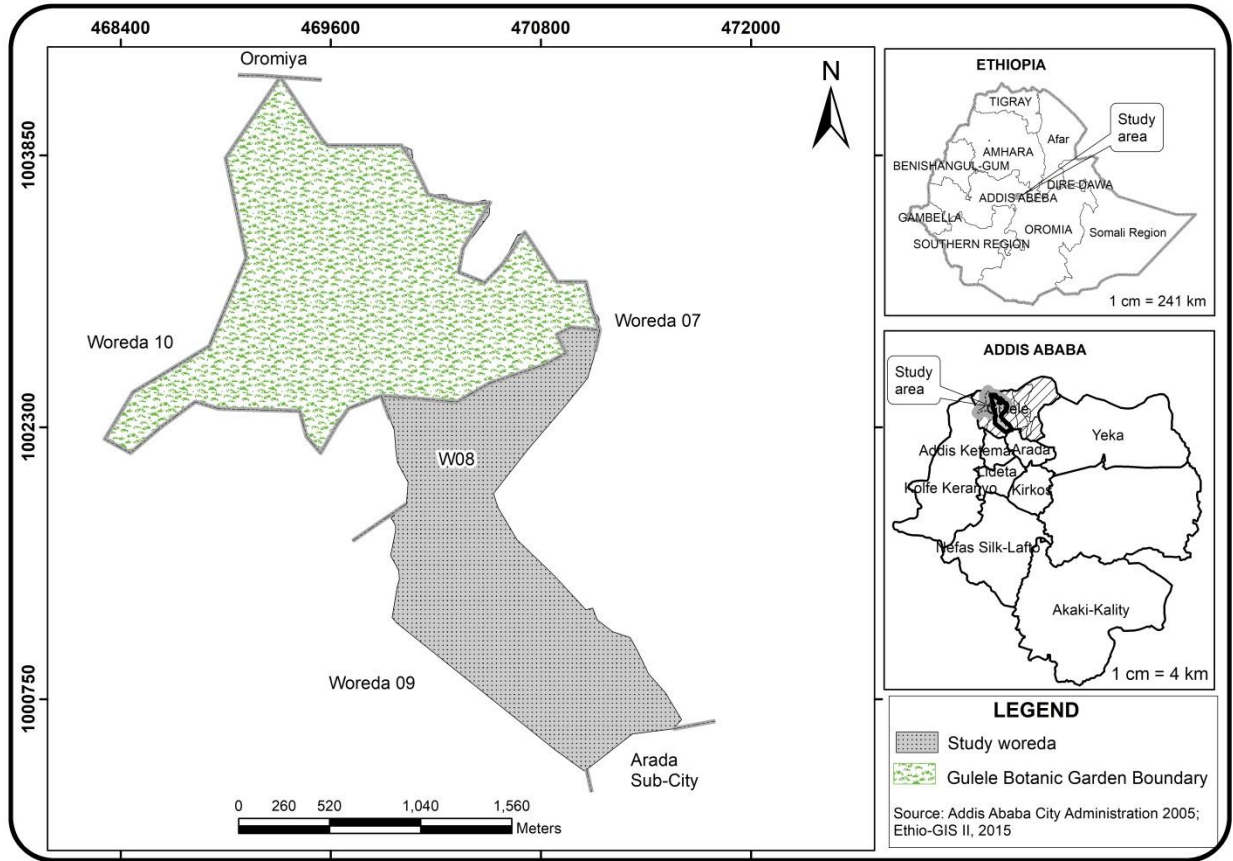 468400
469600
470800
472000
1003850
1002300
1000750
Oromiya
N
Woreda 10
Woreda 07
W08
Woreda 09
Arada
Sub-City
0 260 520 1,040 1,560
Meters
ETHIOPIA
TIGRAY
Study
area
Afar
AMHARA
BENISHANGUL-GUM
DIRE DAWA
ADDIS ABEBA
GAMBELLA
OROMIA
Somali Region
SOUTHERN REGION
1 cm = 241 km
ADDIS ABABA
Study
area
Yeka
Addis Ketema
Arada
Lideta
Kolfe Keranyo
Kirkos
Nefas Silk-Lafto
Akaki-Kality
1 cm = 4 km
LEGEND
Study woreda
Gulele Botanic Garden Boundary
Source: Addis Ababa City Administration 2005;
Ethio-GIS II, 2015